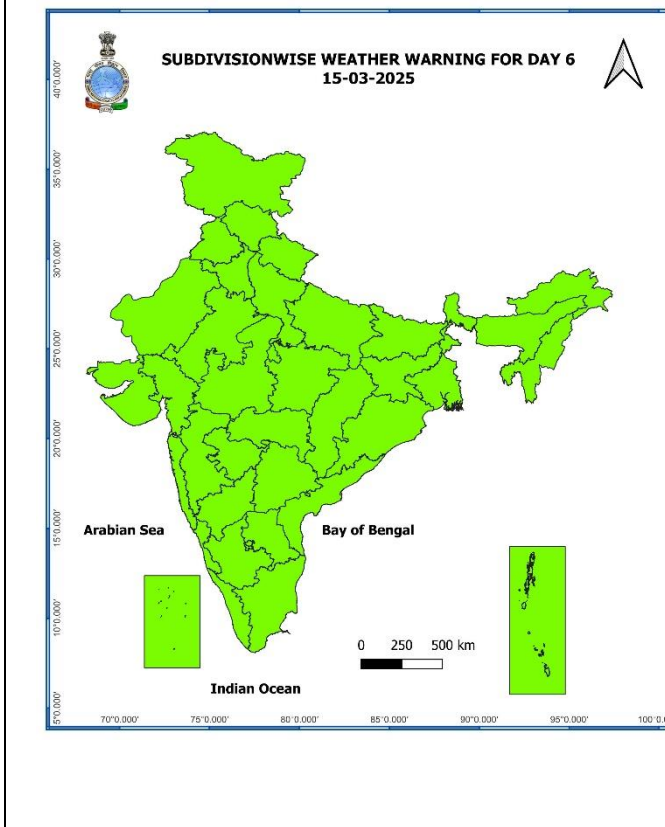 SUBDIVISIONWISE WEATHER WARNING FOR DAY 6
15-03-2025
40°0.000'
35°0.000'
30°0.000'
25°0.000'
20°0.000'
15°0.000'
10°0.000'
5°0.000'
Arabian Sea
Bay of Bengal
0 250 500 km
Indian Ocean
70°0.000' 75°0.000' 80°0.000' 85°0.000' 90°0.000' 95°0.000' 100°0.